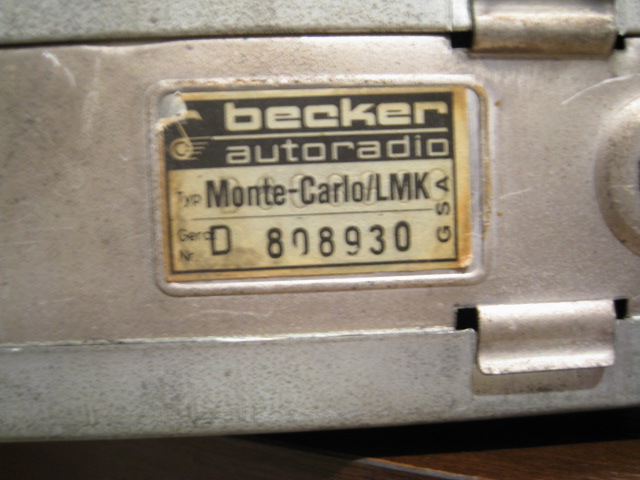 becker
autoradio
Typ Monte-Carlo/LMK
Gerät D 808930
Nr.
GSA